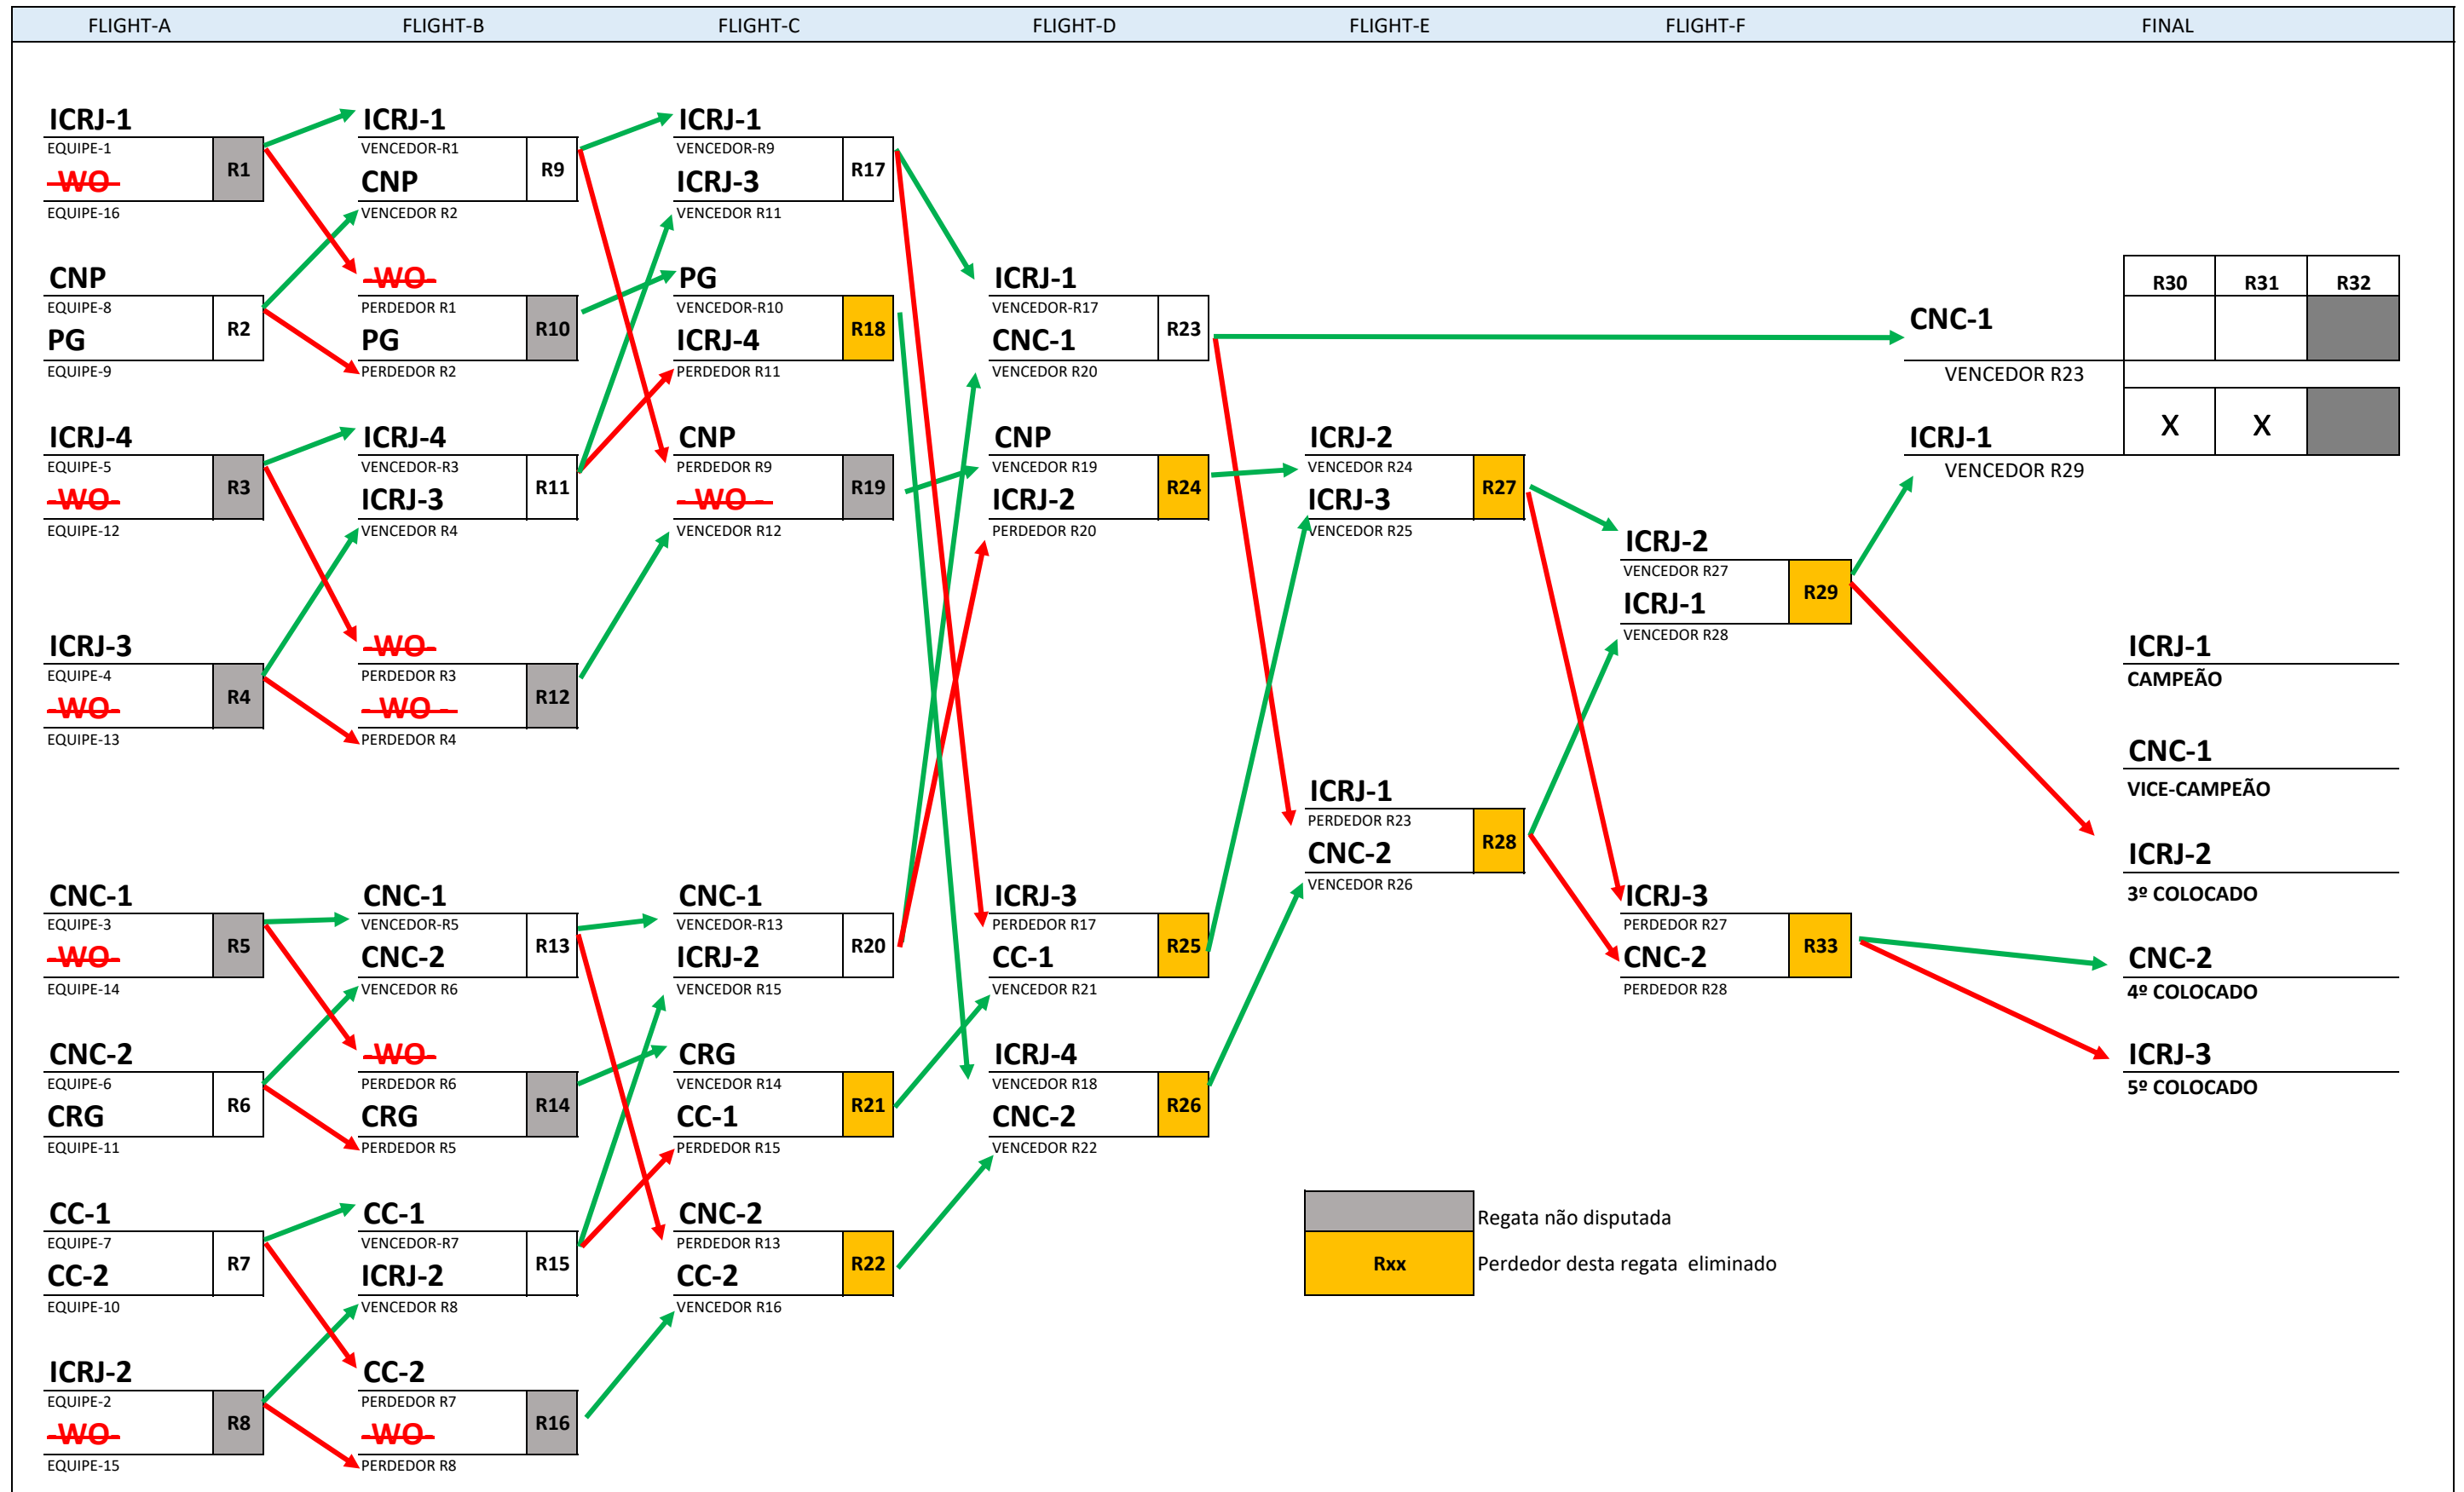 FLIGHT-A FLIGHT-B FLIGHT-C FLIGHT-D FLIGHT-E FLIGHT-F FINAL
ICRJ-1
EQUIPE-1
-WO-
EQUIPE-16
R1
CNP
EQUIPE-8
PG
EQUIPE-9
R2
ICRJ-4
EQUIPE-5
-WO-
EQUIPE-12
R3
ICRJ-3
EQUIPE-4
-WO-
EQUIPE-13
R4
CNC-1
EQUIPE-3
-WO-
EQUIPE-14
R5
CNC-2
EQUIPE-6
CRG
EQUIPE-11
R6
CC-1
EQUIPE-7
CC-2
EQUIPE-10
R7
ICRJ-2
EQUIPE-2
-WO-
EQUIPE-15
R8
ICRJ-1
VENCEDOR-R1
CNP
VENCEDOR R2
R9
-WO-
PERDEDOR R1
PG
PERDEDOR R2
R10
ICRJ-4
VENCEDOR-R3
ICRJ-3
VENCEDOR R4
R11
-WO-
PERDEDOR R3
- WO -
PERDEDOR R4
R12
CNC-1
VENCEDOR-R5
CNC-2
VENCEDOR R6
R13
-WO-
PERDEDOR R6
CRG
PERDEDOR R5
R14
CC-1
VENCEDOR-R7
ICRJ-2
VENCEDOR R8
R15
CC-2
PERDEDOR R7
-WO-
PERDEDOR R8
R16
ICRJ-1
VENCEDOR-R9
ICRJ-3
VENCEDOR R11
R17
PG
VENCEDOR-R10
ICRJ-4
PERDEDOR R11
R18
CNP
PERDEDOR R9
- WO -
VENCEDOR R12
R19
CNC-1
VENCEDOR-R13
ICRJ-2
VENCEDOR R15
R20
CRG
VENCEDOR R14
CC-1
PERDEDOR R15
R21
CNC-2
PERDEDOR R13
CC-2
VENCEDOR R16
R22
ICRJ-1
VENCEDOR-R17
CNC-1
VENCEDOR R20
R23
CNP
VENCEDOR R19
ICRJ-2
PERDEDOR R20
R24
ICRJ-3
PERDEDOR R17
CC-1
VENCEDOR R21
R25
ICRJ-4
VENCEDOR R18
CNC-2
VENCEDOR R22
R26
ICRJ-2
VENCEDOR R24
ICRJ-3
VENCEDOR R25
R27
ICRJ-1
PERDEDOR R23
CNC-2
VENCEDOR R26
R28
ICRJ-2
VENCEDOR R27
ICRJ-1
VENCEDOR R28
R29
ICRJ-3
PERDEDOR R27
CNC-2
PERDEDOR R28
R33
R30 R31 R32
CNC-1
VENCEDOR R23
ICRJ-1 X X
VENCEDOR R29
ICRJ-1
CAMPEÃO
CNC-1
VICE-CAMPEÃO
ICRJ-2
3º COLOCADO
CNC-2
4º COLOCADO
ICRJ-3
5º COLOCADO
Regata não disputada
Rxx Perdedor desta regata eliminado